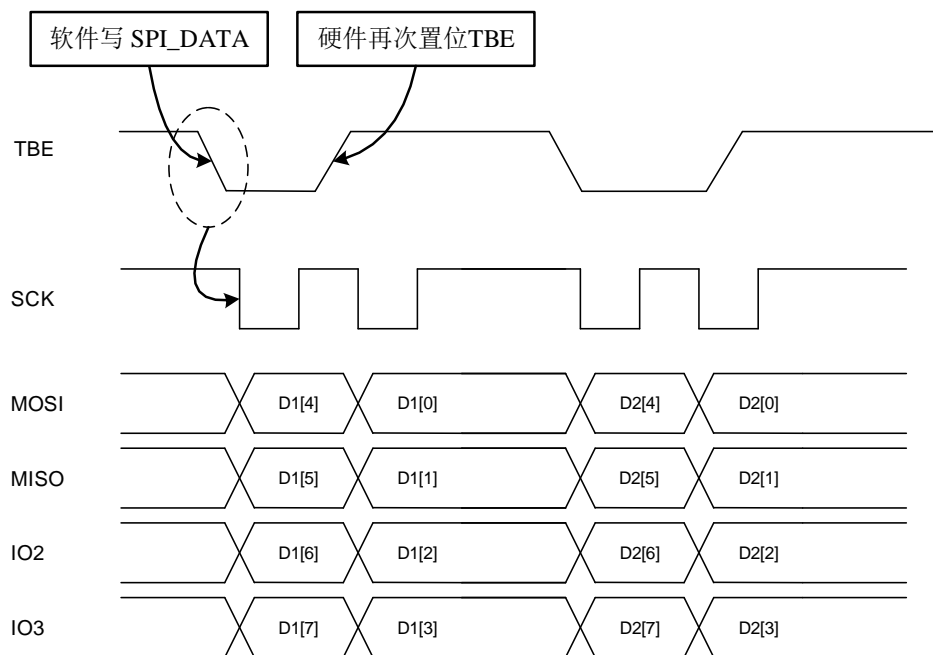 软件写 SPI_DATA
硬件再次置位TBE
TBE
SCK
MOSI D1[4] D1[0] D2[4] D2[0]
MISO D1[5] D1[1] D2[5] D2[1]
IO2 D1[6] D1[2] D2[6] D2[2]
IO3 D1[7] D1[3] D2[7] D2[3]